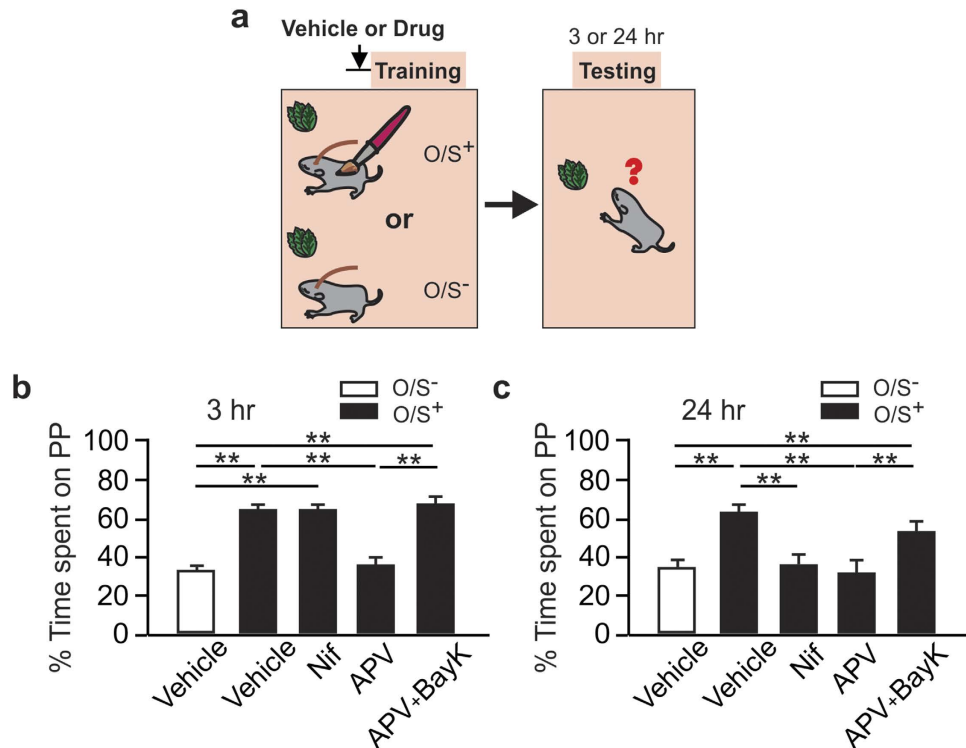 a
Vehicle or Drug
3 or 24 hr
Training
Testing
O/S+
?
or
O/S-
b
O/S-
O/S+
3 hr
% Time spent on PP
100
80
60
40
20
0
**
** ** **
**
Vehicle
Vehicle
Nif
APV
APV+BayK
c
O/S-
O/S+
24 hr
% Time spent on PP
100
80
60
40
20
0
**
** ** **
**
Vehicle
Vehicle
Nif
APV
APV+BayK